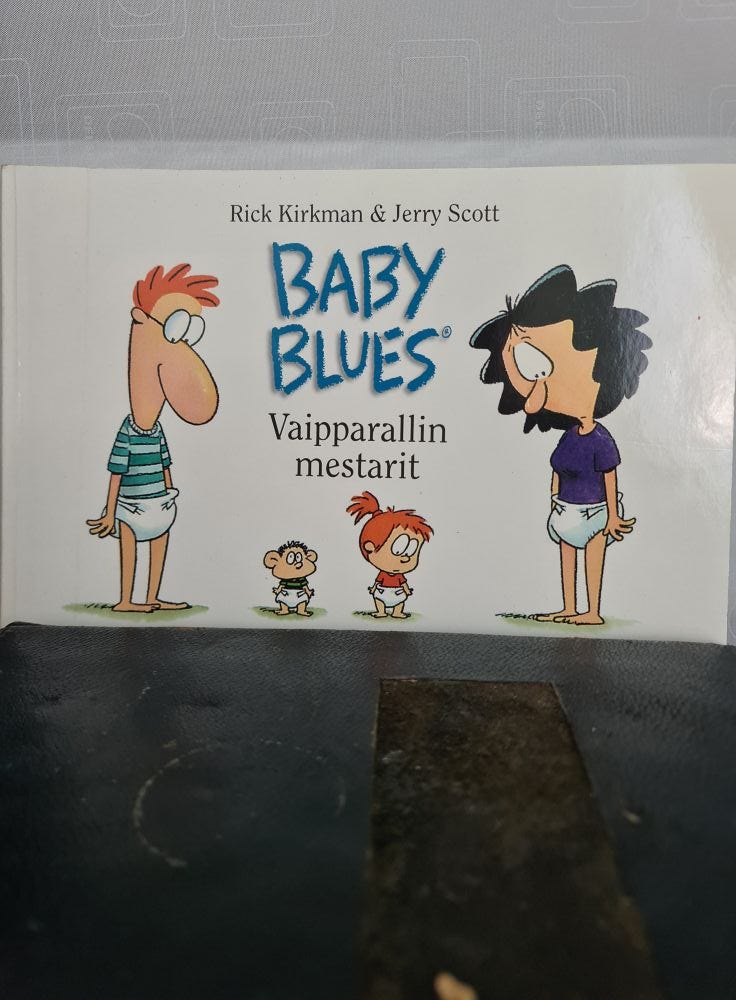 Rick Kirkman & Jerry Scott
BABY
BLUES®
Vaipparallin
mestarit